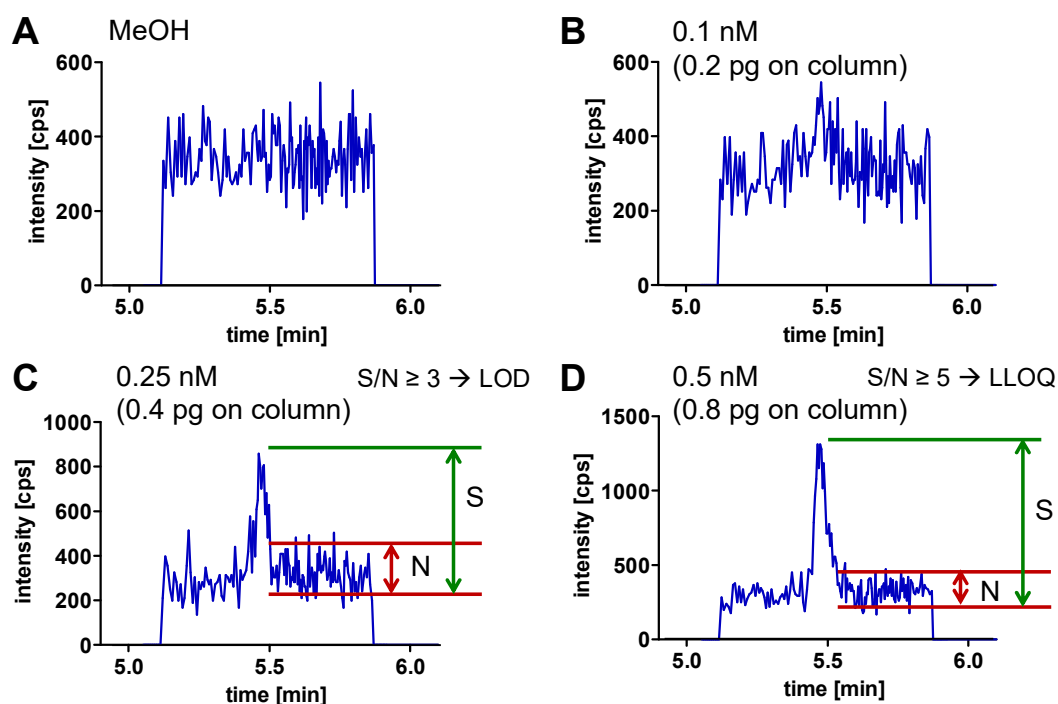 A
MeOH
600
400
200
0
intensity [cps]
5.0
5.5
6.0
time [min]
B
0.1 nM
(0.2 pg on column)
600
400
200
0
intensity [cps]
5.0
5.5
6.0
time [min]
C
0.25 nM
(0.4 pg on column)
S/N ≥ 3 → LOD
1000
800
600
400
200
0
intensity [cps]
S
N
5.0
5.5
6.0
time [min]
D
0.5 nM
(0.8 pg on column)
S/N ≥ 5 → LLOQ
1500
1000
500
0
intensity [cps]
S
N
5.0
5.5
6.0
time [min]